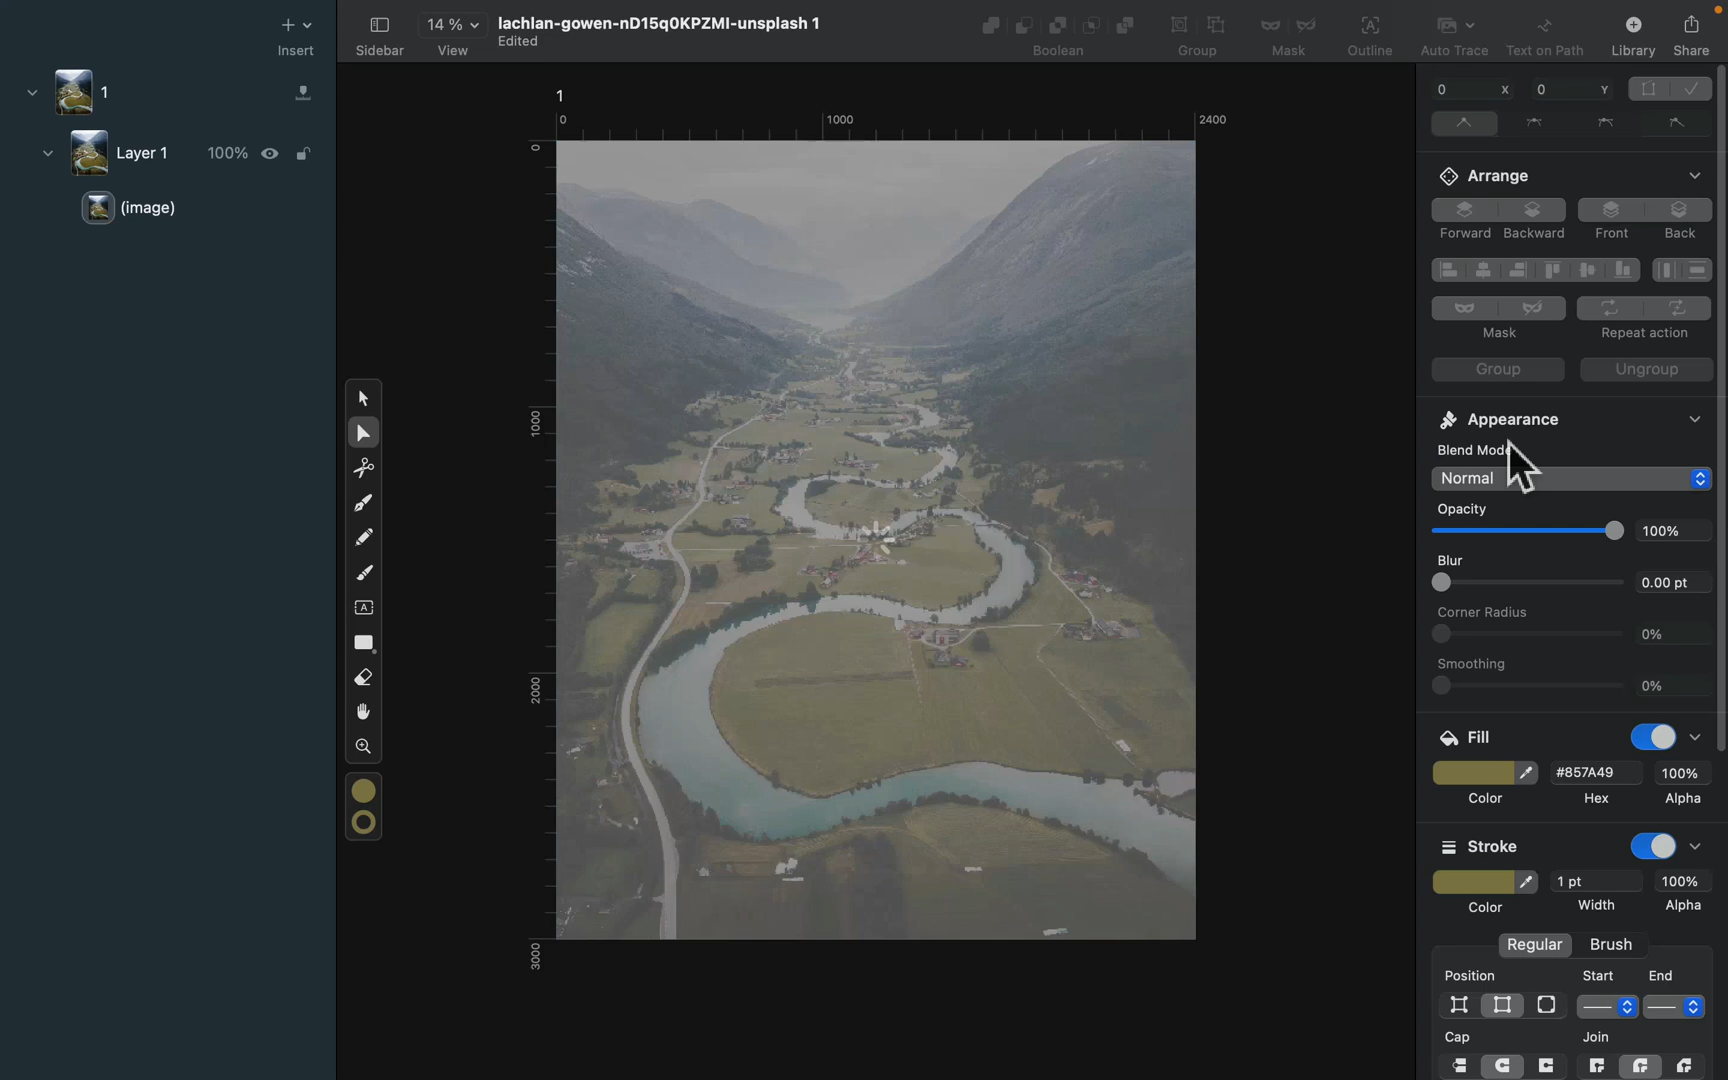 Insert
Sidebar
14 %
View
lachlan-gowen-nD15q0KPZMI-unsplash 1
Edited
Boolean
Group
Mask
Outline
Auto Trace
Text on Path
Library
Share
1
Layer 1 100%
(image)
1
0 1000 2400
0
1000
2000
3000
0 X 0 Y
Arrange
Forward Backward Front Back
Mask Repeat action
Group Ungroup
Appearance
Blend Mode
Normal
Opacity
100%
Blur
0.00 pt
Corner Radius
0%
Smoothing
0%
Fill
#857A49 100%
Color Hex Alpha
Stroke
1 pt 100%
Color Width Alpha
Regular Brush
Position Start End
Cap Join